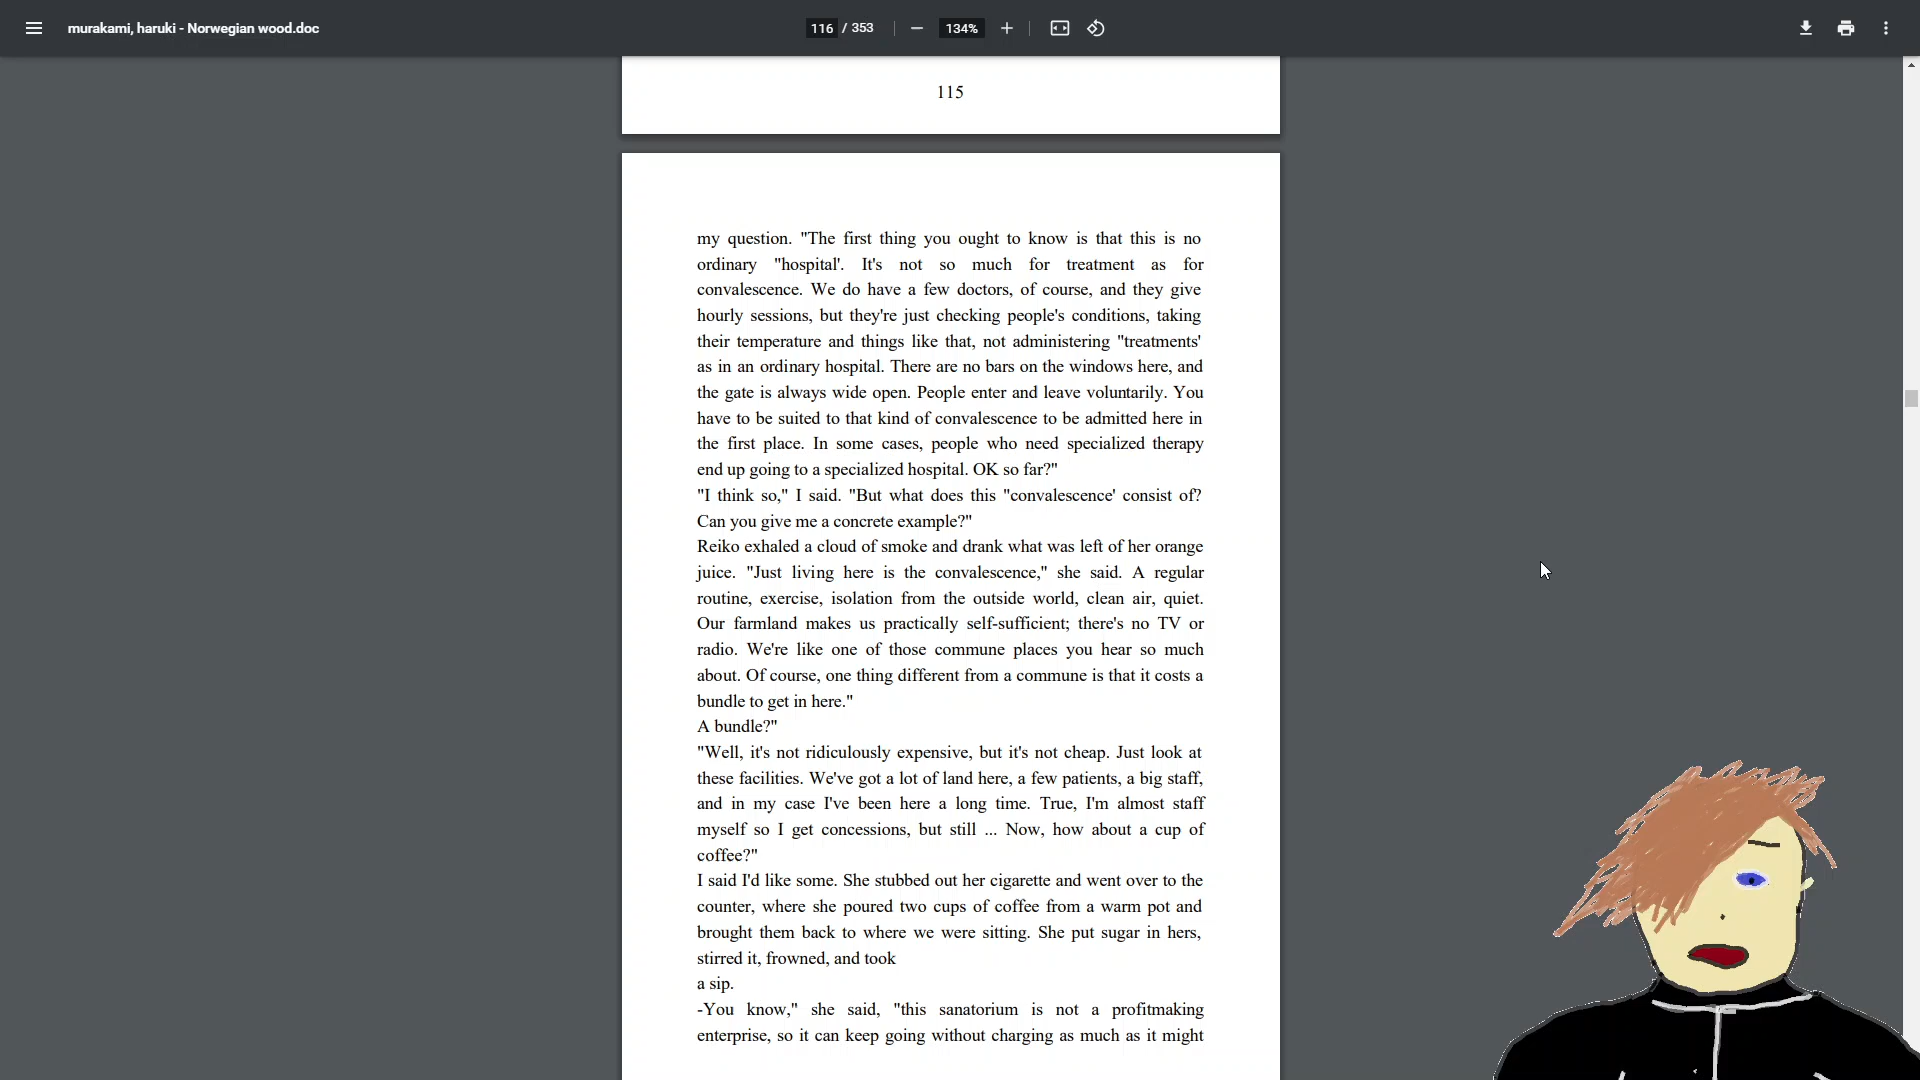 murakami, haruki - Norwegian wood.doc
116 / 353
134%
115
my question. "The first thing you ought to know is that this is no
ordinary "hospital'. It's not so much for treatment as for
convalescence. We do have a few doctors, of course, and they give
hourly sessions, but they're just checking people's conditions, taking
their temperature and things like that, not administering "treatments'
as in an ordinary hospital. There are no bars on the windows here, and
the gate is always wide open. People enter and leave voluntarily. You
have to be suited to that kind of convalescence to be admitted here in
the first place. In some cases, people who need specialized therapy
end up going to a specialized hospital. OK so far?"
"I think so," I said. "But what does this "convalescence' consist of?
Can you give me a concrete example?"
Reiko exhaled a cloud of smoke and drank what was left of her orange
juice. "Just living here is the convalescence," she said. A regular
routine, exercise, isolation from the outside world, clean air, quiet.
Our farmland makes us practically self-sufficient; there's no TV or
radio. We're like one of those commune places you hear so much
about. Of course, one thing different from a commune is that it costs a
bundle to get in here."
A bundle?"
"Well, it's not ridiculously expensive, but it's not cheap. Just look at
these facilities. We've got a lot of land here, a few patients, a big staff,
and in my case I've been here a long time. True, I'm almost staff
myself so I get concessions, but still ... Now, how about a cup of
coffee?"
I said I'd like some. She stubbed out her cigarette and went over to the
counter, where she poured two cups of coffee from a warm pot and
brought them back to where we were sitting. She put sugar in hers,
stirred it, frowned, and took
a sip.
-You know," she said, "this sanatorium is not a profitmaking
enterprise, so it can keep going without charging as much as it might